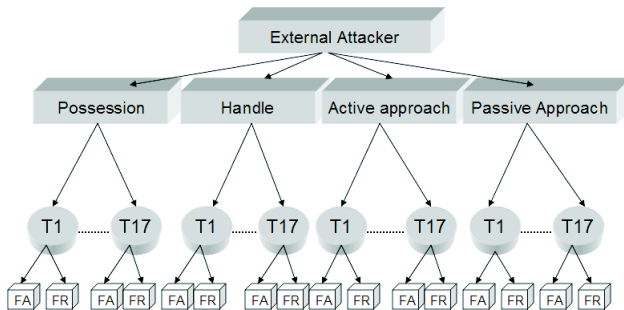 External Attacker
Possession Handle Active approach Passive Approach
T1 ........ T17 T1 ........ T17 T1 ........ T17 T1 ........ T17
FA FR FA FR FA FR FA FR FA FR FA FR FA FR FA FR